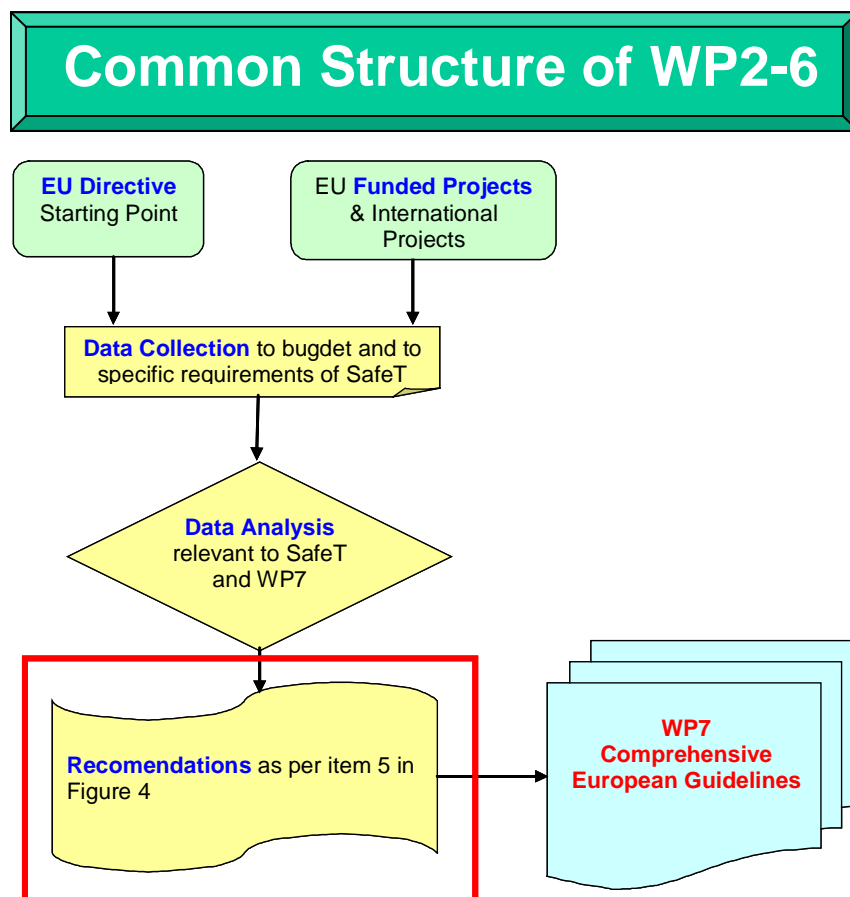 Common Structure of WP2-6
EU Directive
Starting Point
EU Funded Projects
& International
Projects
Data Collection to bugdet and to
specific requirements of SafeT
Data Analysis
relevant to SafeT
and WP7
Recomendations as per item 5 in
Figure 4
WP7
Comprehensive
European Guidelines